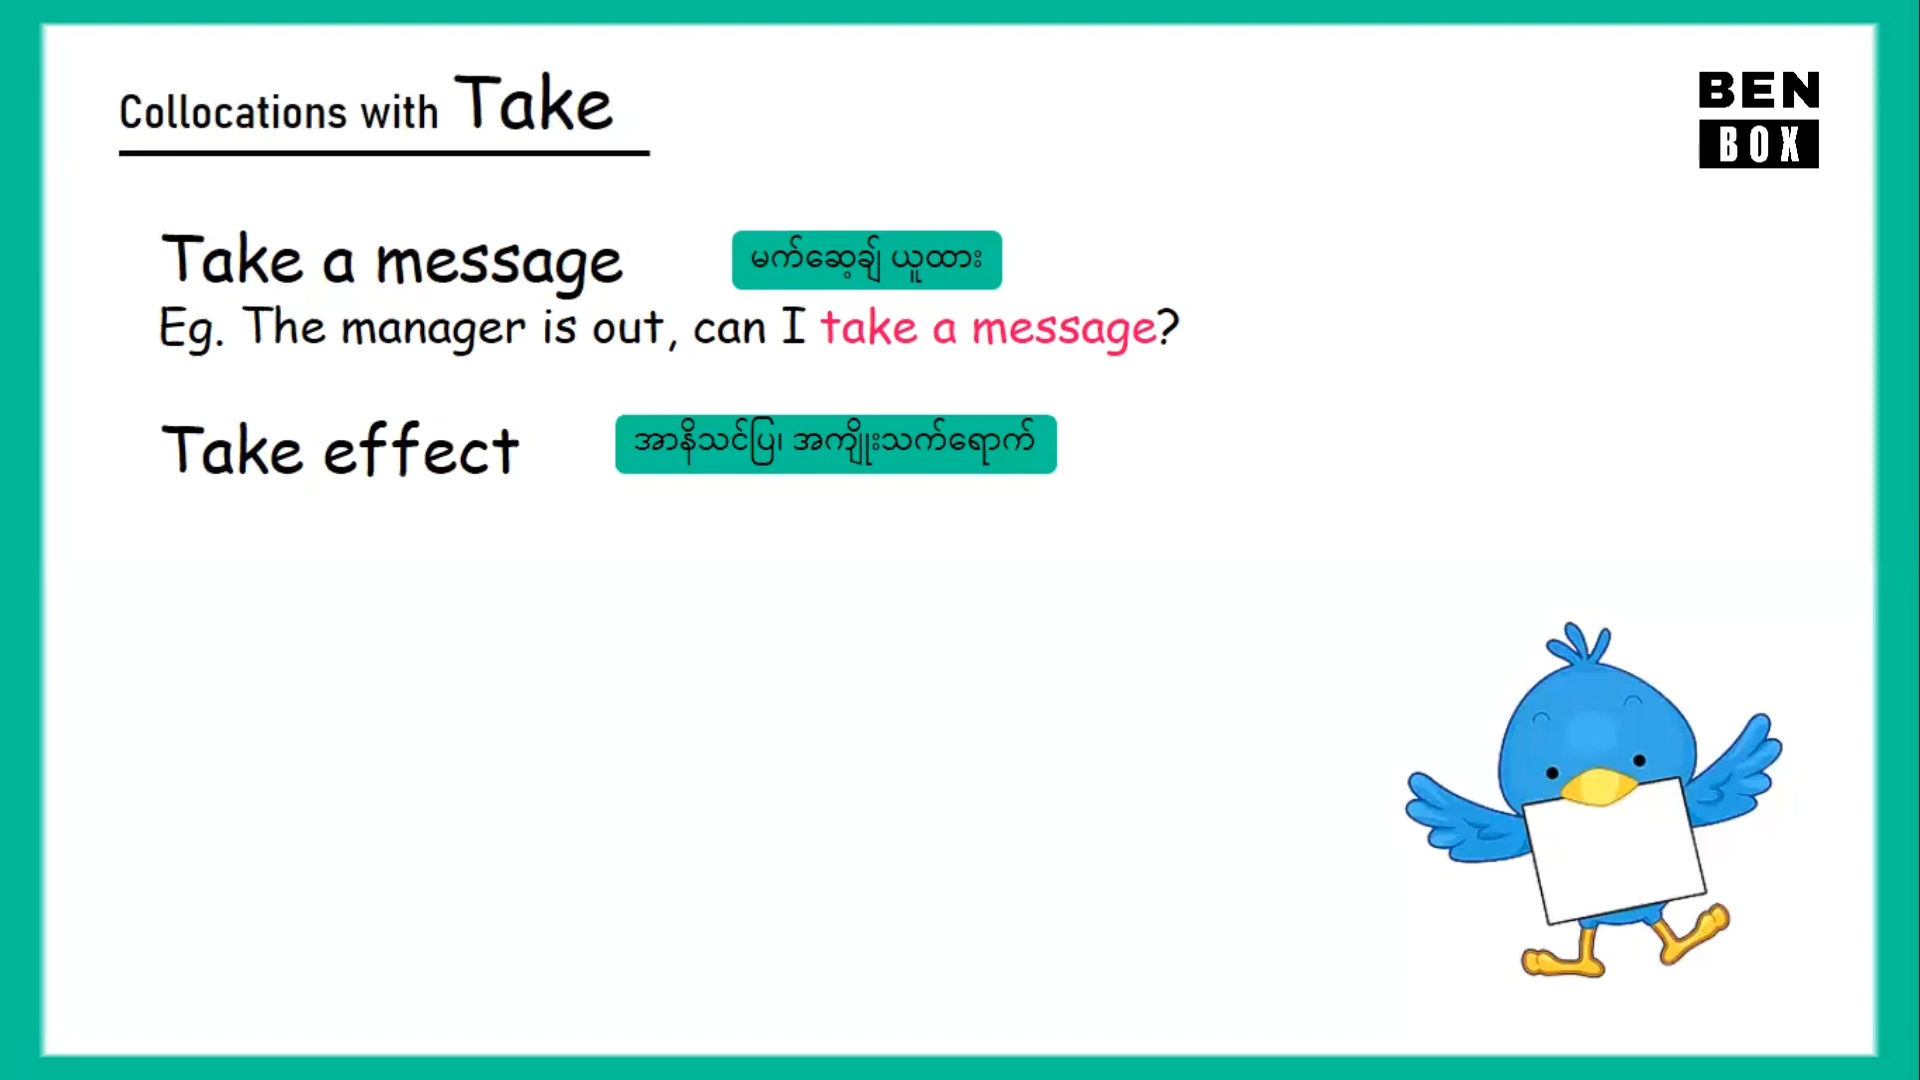 Collocations with Take
BEN
BOX
Take a message
မက်ဆေ့ချ် ယူထား
Eg. The manager is out, can I take a message?
Take effect
အာနိသင်ပြ၊ အကျိုးသက်ရောက်